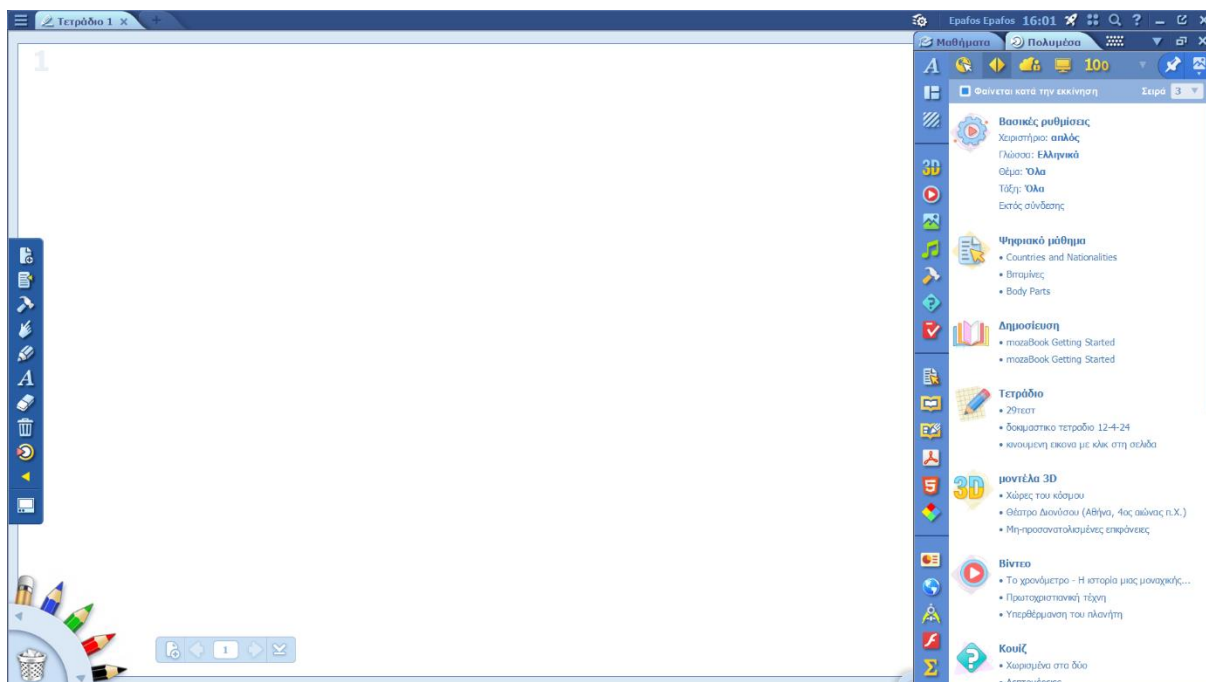 Τετράδιο 1
Epafos Epafos 16:01
Μαθήματα
Πολυμέσα
1
A
100
Φαίνεται κατά την εκκίνηση
Σειρά 3
Βασικές ρυθμίσεις
Χειριστήριο: απλός
Γλώσσα: Ελληνικά
Θέμα: Όλα
Τάξη: Όλα
Εκτός σύνδεσης
3D
Ψηφιακό μάθημα
• Countries and Nationalities
• Βιταμίνες
• Body Parts
Δημοσίευση
• mozaBook Getting Started
• mozaBook Getting Started
A
Τετράδιο
• 29τεστ
• δοκιμαστικο τετραδιο 12-4-24
• κινουμενη εικονα με κλικ στη σελιδα
3D
μοντέλα 3D
• Χώρες του κόσμου
• Θέατρο Διονύσου (Αθήνα, 4ος αιώνας π.Χ.)
• Μη-προσανατολισμένες επιφάνειες
Βίντεο
• Το χρονόμετρο - Η ιστορία μιας μοναχικής...
• Πρωτοχριστιανική τέχνη
• Υπερθέρμανση του πλανήτη
1
Κουίζ
• Χωρισμένα στα δύο
Σ